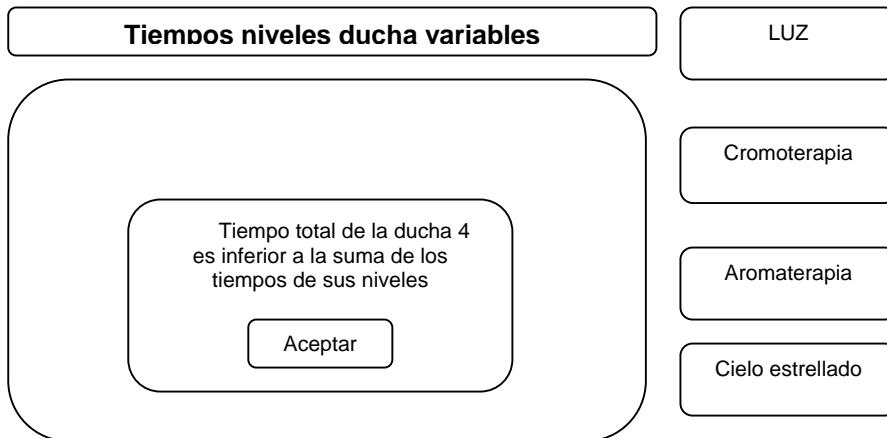 Tiempos niveles ducha variables
LUZ
Cromoterapia
Tiempo total de la ducha 4
es inferior a la suma de los
tiempos de sus niveles
Aceptar
Aromaterapia
Cielo estrellado